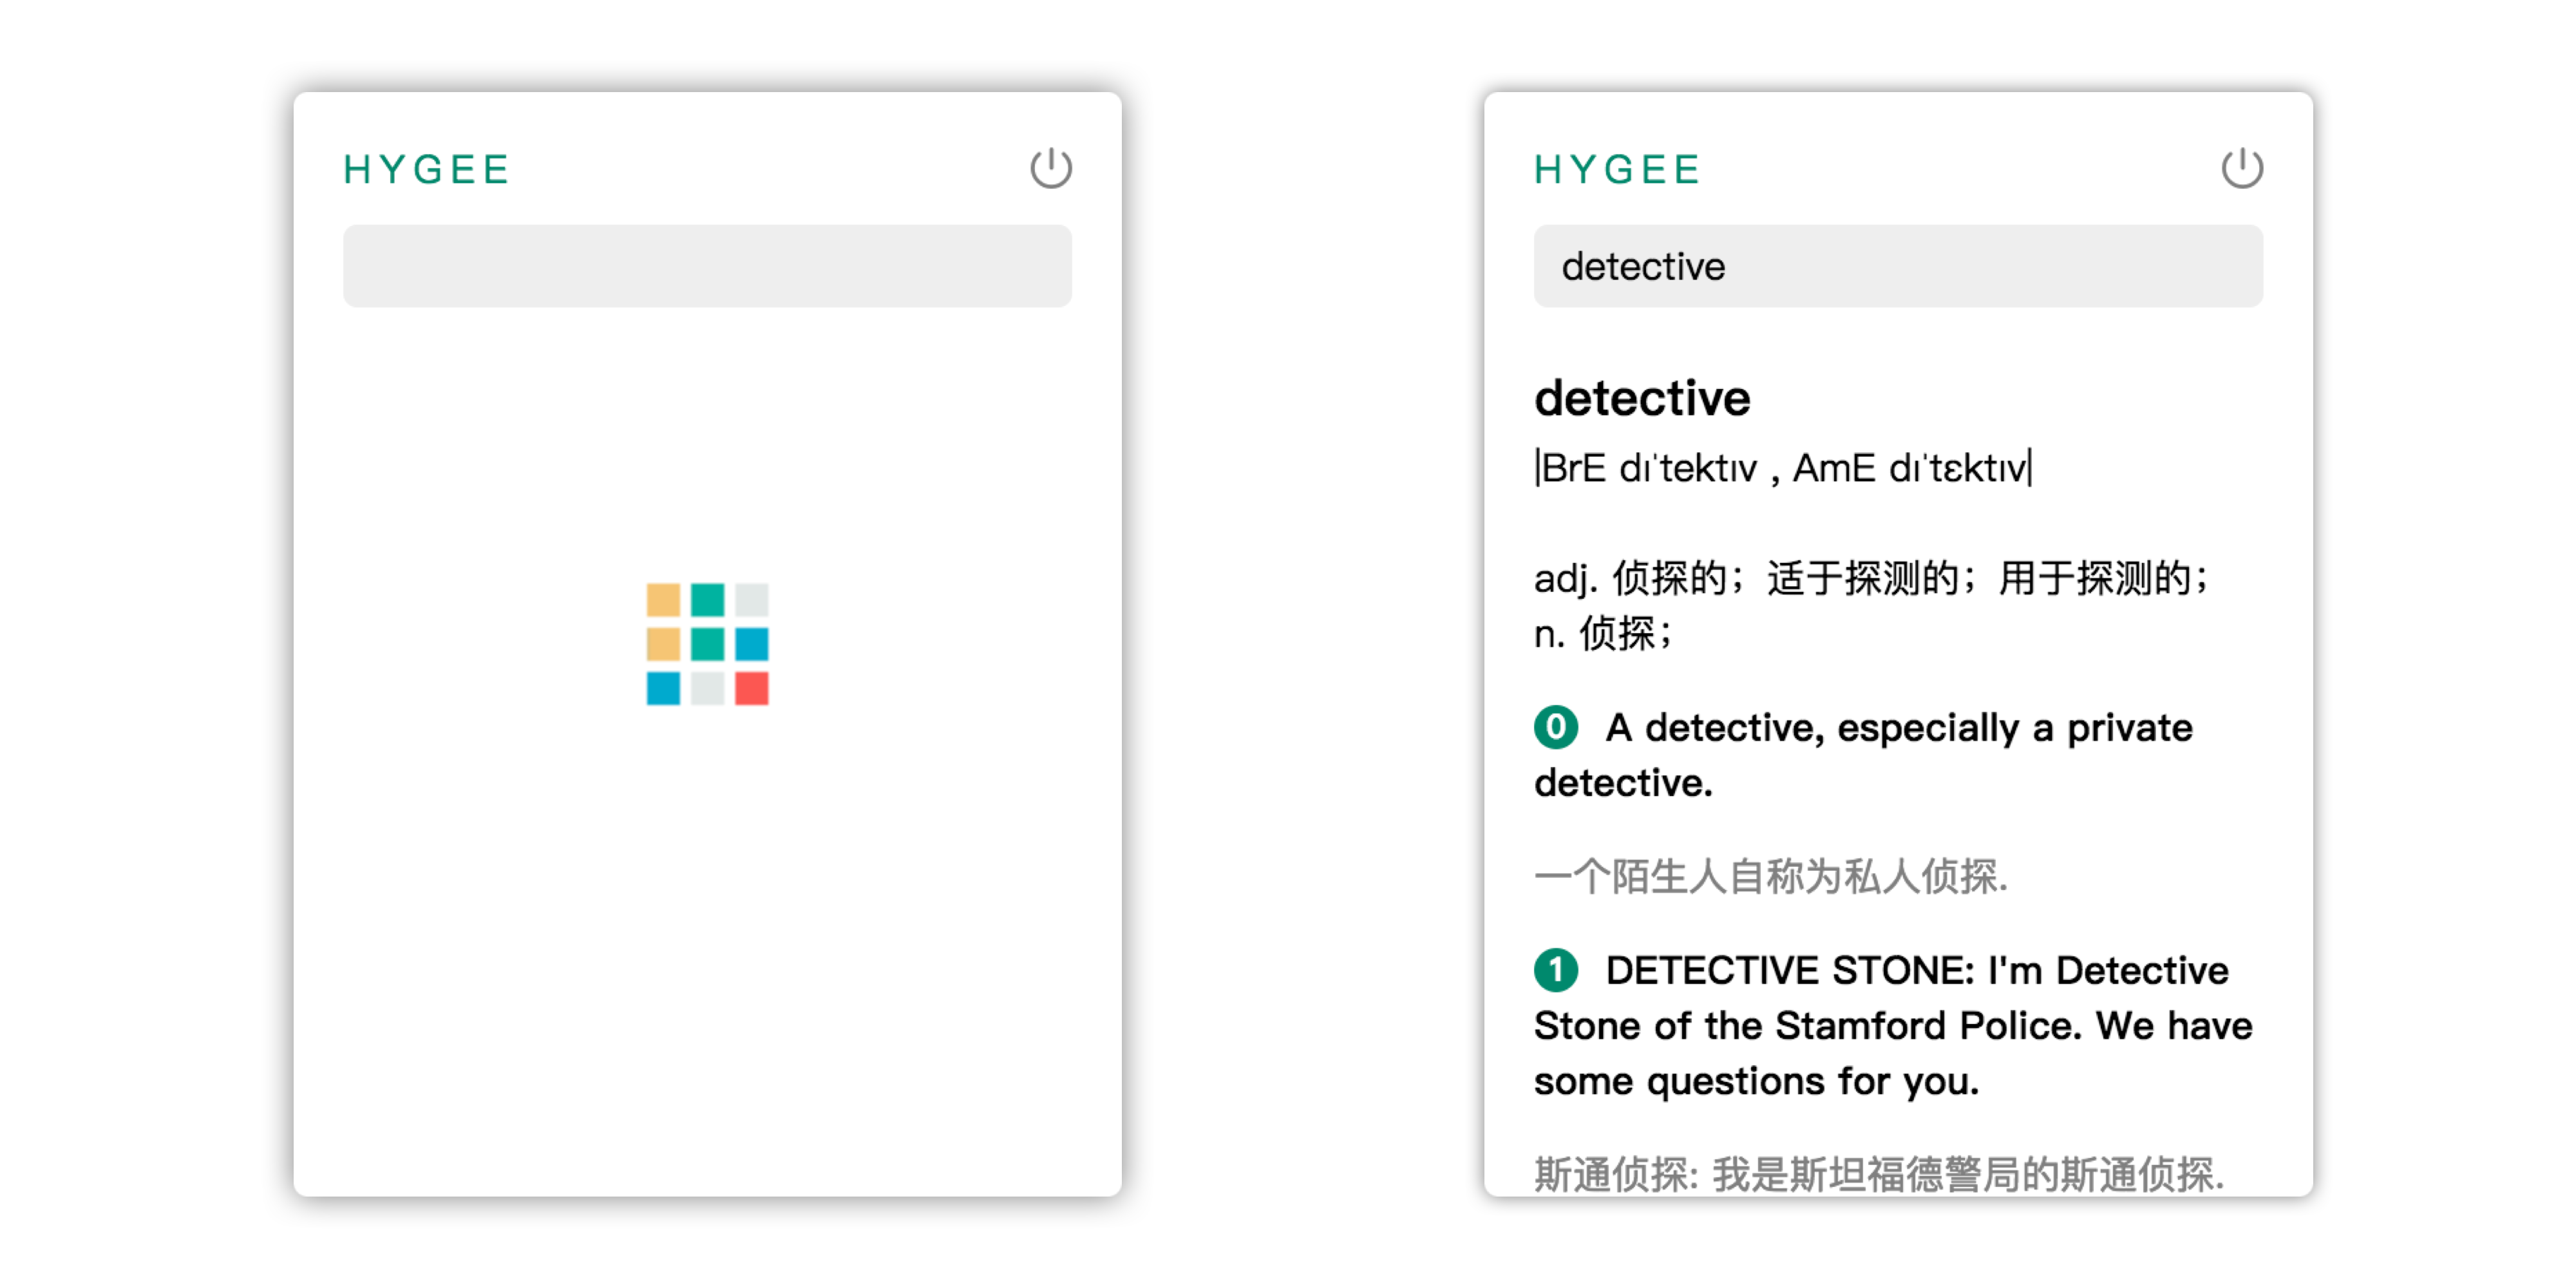 HYGEE
HYGEE
detective
detective
|BrE dɪˈtektɪv , AmE dɪˈtɛktɪv|
adj. 侦探的；适于探测的；用于探测的；
n. 侦探；
0 A detective, especially a private
detective.
一个陌生人自称为私人侦探.
1 DETECTIVE STONE: I'm Detective
Stone of the Stamford Police. We have
some questions for you.
斯通侦探: 我是斯坦福德警局的斯通侦探.